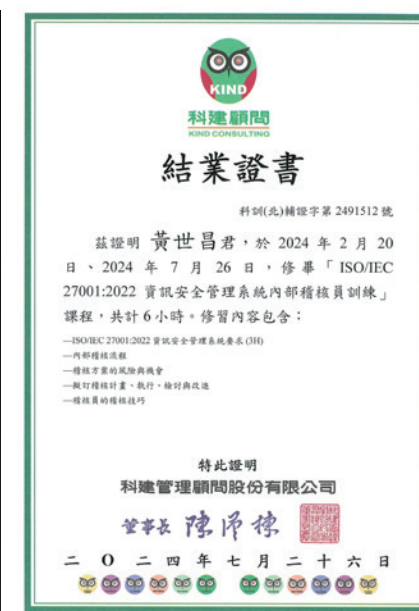 KIND
科建顧問
KIND CONSULTING
結業證書
科訓(北)輔證字第 2491512 號
茲證明 黃世昌君，於 2024 年 2 月 20
日、2024 年 7 月 26 日，修畢「ISO/IEC
27001:2022 資訊安全管理系統內部稽核員訓練」
課程，共計 6 小時。修習內容包含：
—ISO/IEC 27001:2022 資訊安全管理系統要求 (3H)
—內部稽核流程
—稽核方案的風險與機會
—擬訂稽核計畫、執行、檢討與改進
—稽核員的稽核技巧
特此證明
科建管理顧問股份有限公司
董事長 陳
二〇二四年七月二十六日